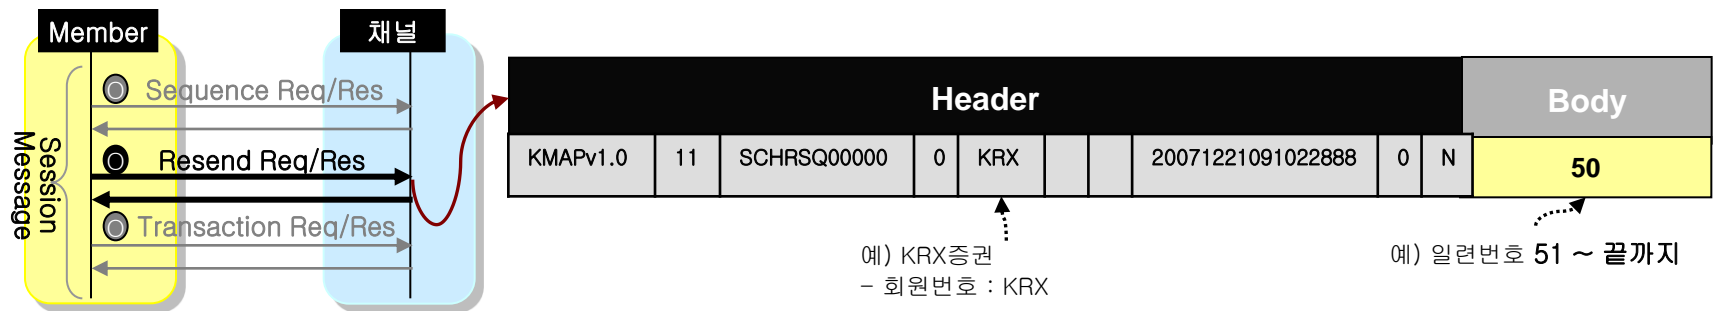 Member
채널
O Sequence Req/Res
O Resend Req/Res
O Transaction Req/Res
Session
Messsage
Header
Body
KMAPv1.0 11 SCHRSQ00000 0 KRX 20071221091022888 0 N 50
예) KRX증권
- 회원번호 : KRX
예) 일련번호 51 ~ 끝까지